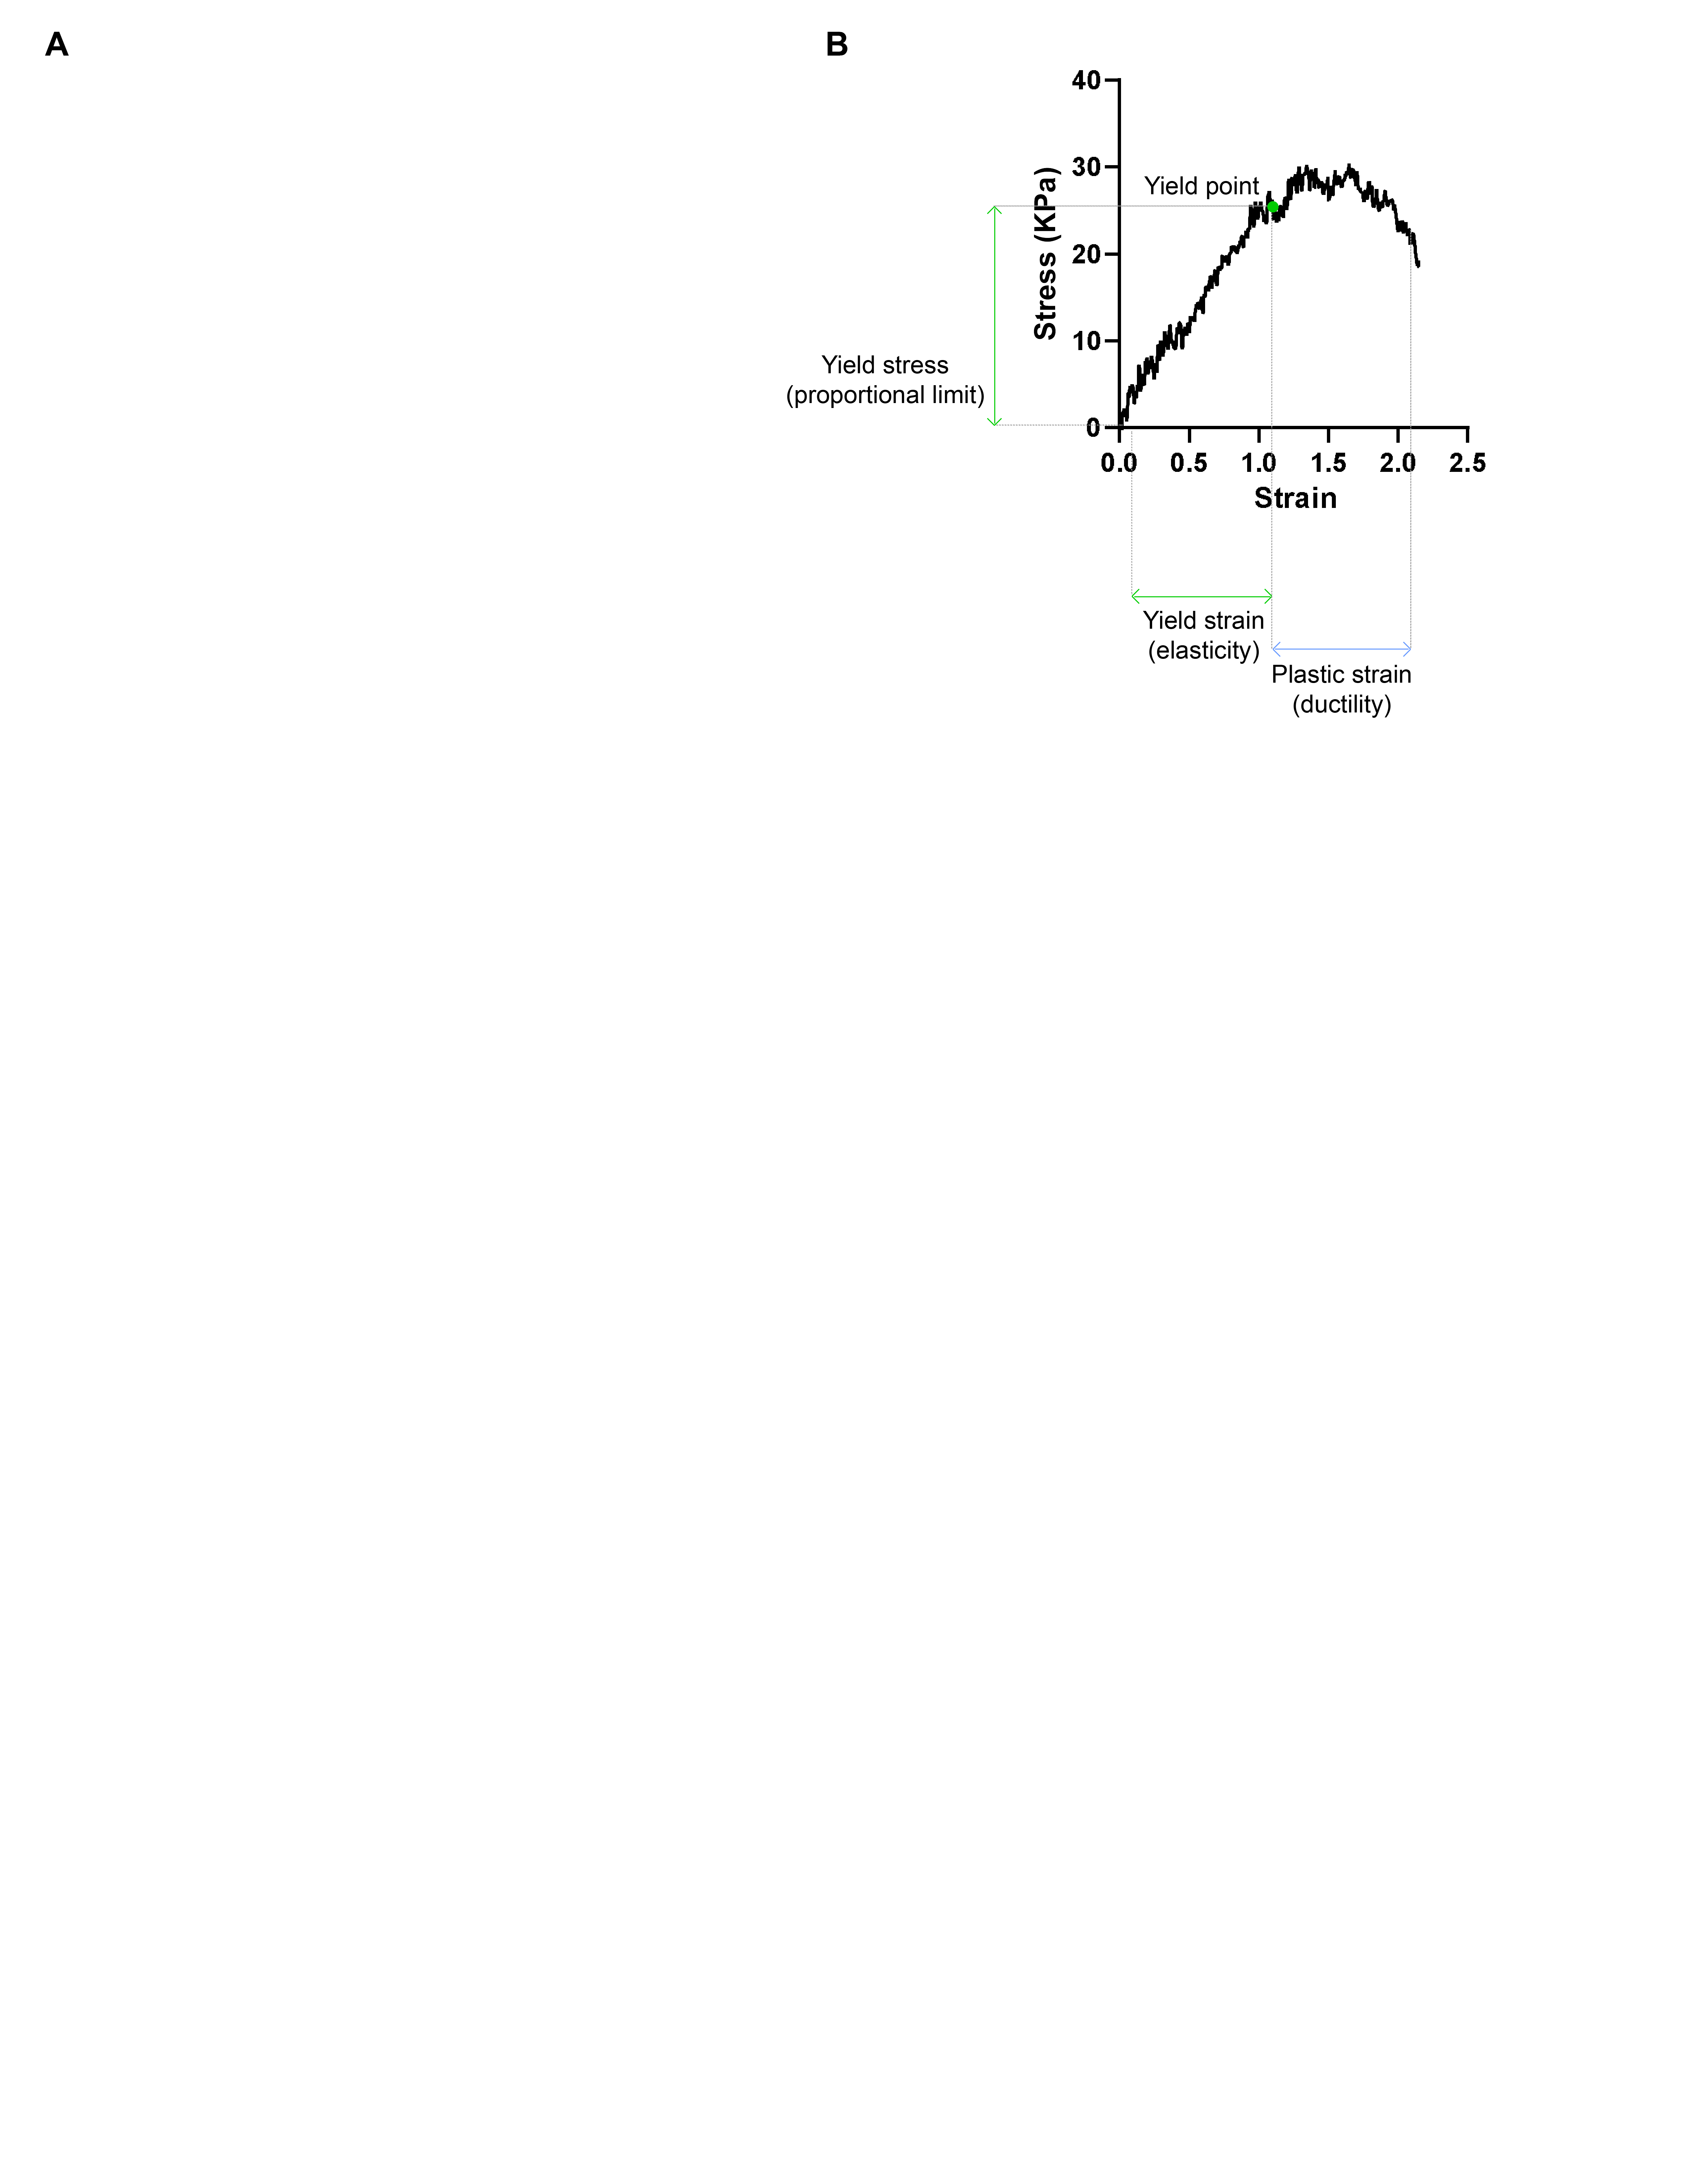 A
B
40
30
20
10
0
Stress (KPa)
Yield point
Yield stress
(proportional limit)
0.0 0.5 1.0 1.5 2.0 2.5
Strain
Yield strain
(elasticity)
Plastic strain
(ductility)